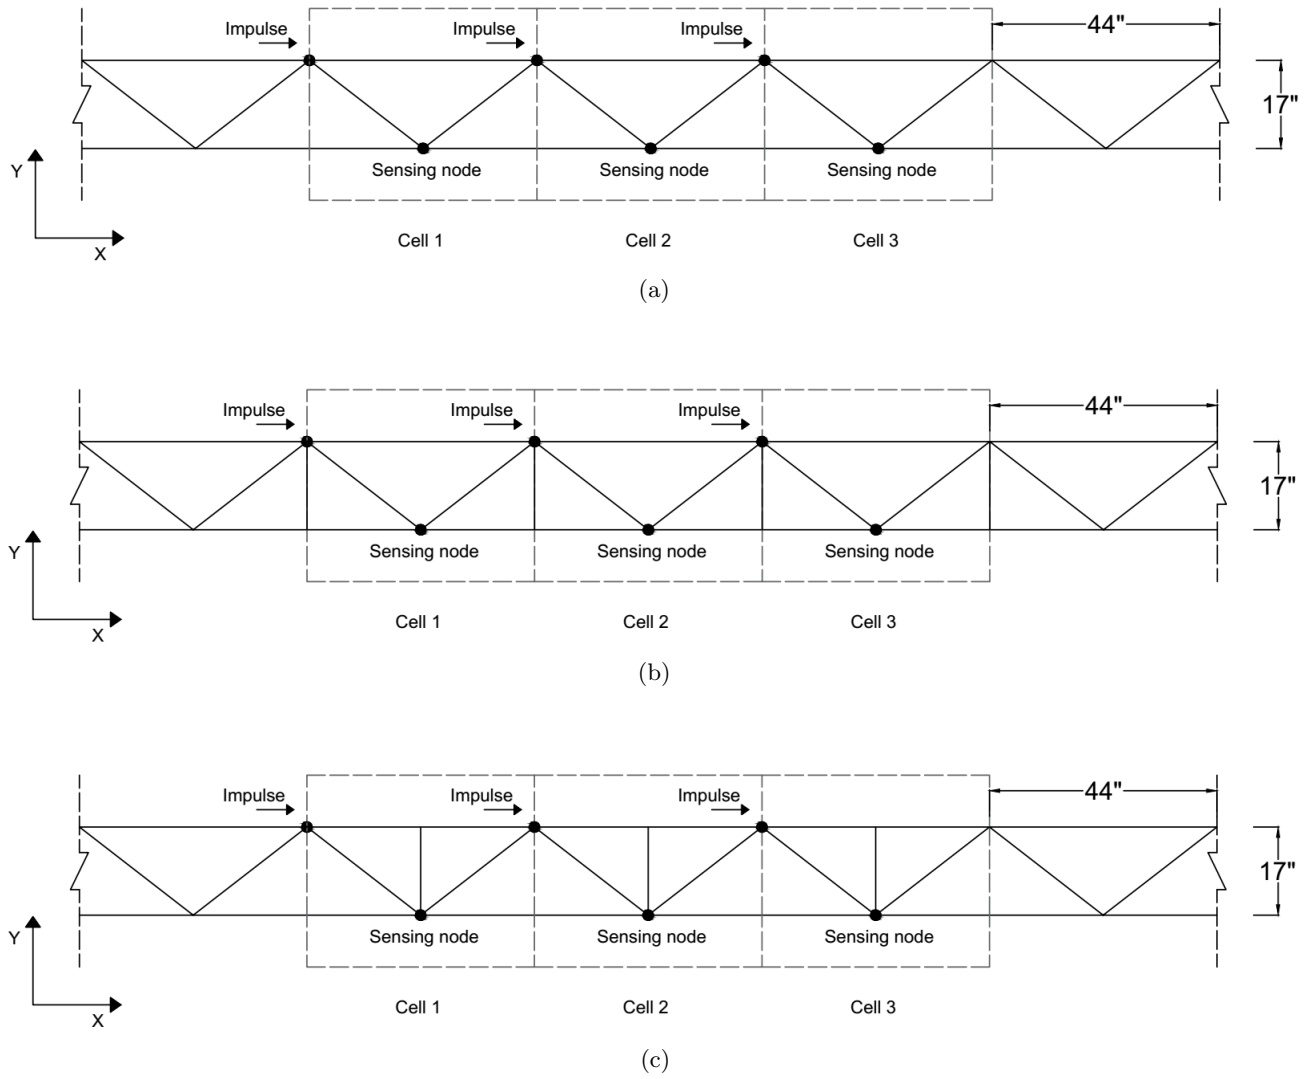 Impulse Impulse Impulse 44"
17"
Sensing node Sensing node Sensing node
Y
X
Cell 1 Cell 2 Cell 3
(a)
Impulse Impulse Impulse 44"
17"
Sensing node Sensing node Sensing node
Y
X
Cell 1 Cell 2 Cell 3
(b)
Impulse Impulse Impulse 44"
17"
Sensing node Sensing node Sensing node
Y
X
Cell 1 Cell 2 Cell 3
(c)